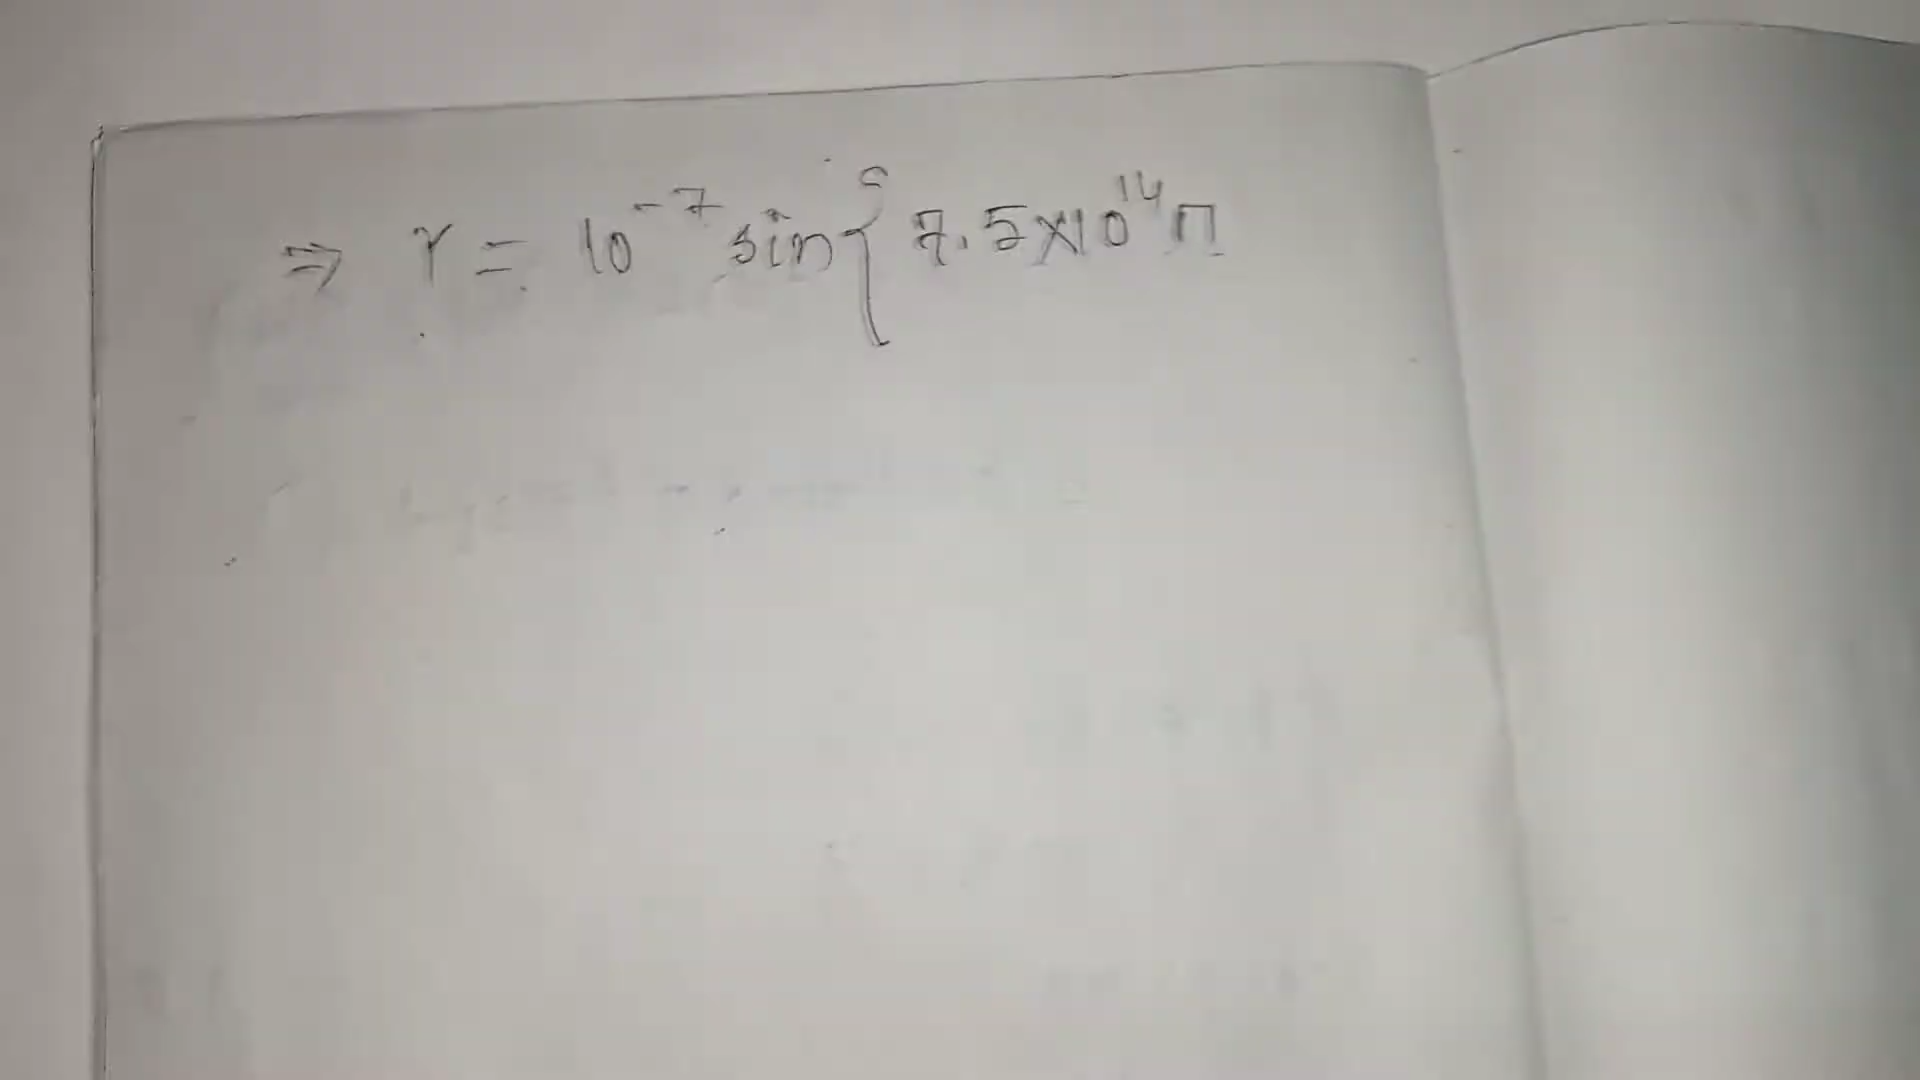 ⇒ Y = 10⁻⁷ sin{ 7.5×10¹⁴ π